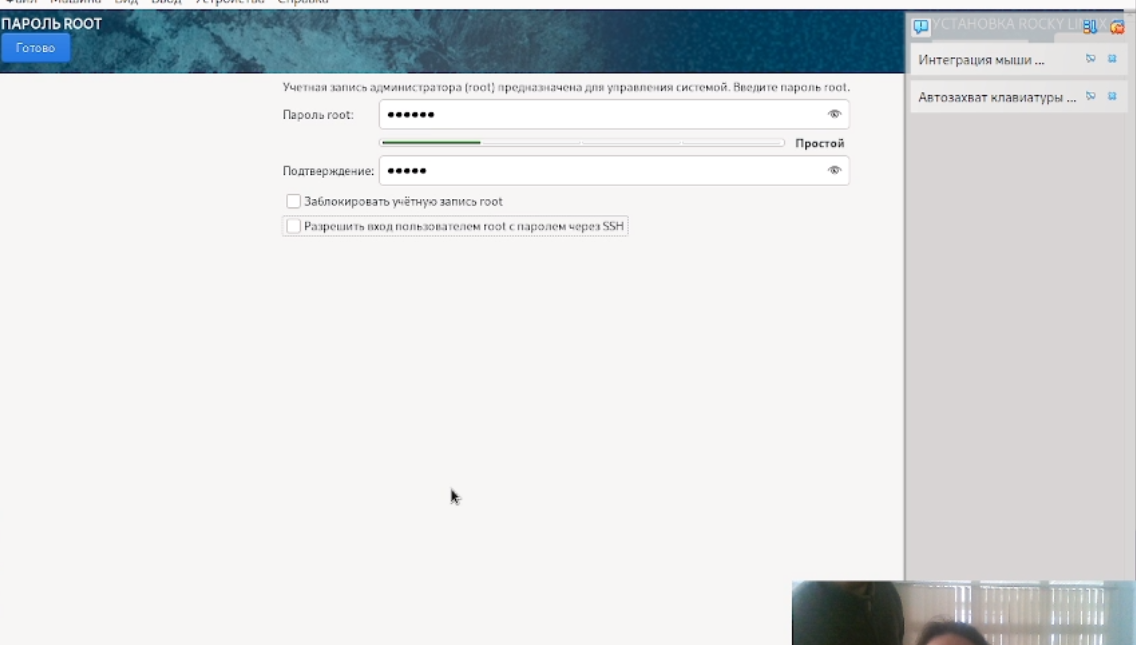 Файл Машина Вид Ввод Устройства Справка
ПАРОЛЬ ROOT
УСТАНОВКА ROCKY LINUX
Готово
Интеграция мыши ...
Учетная запись администратора (root) предназначена для управления системой. Введите пароль root.
Автозахват клавиатуры ...
Пароль root: ••••••
Простой
Подтверждение: •••••
Заблокировать учётную запись root
Разрешить вход пользователем root с паролем через SSH